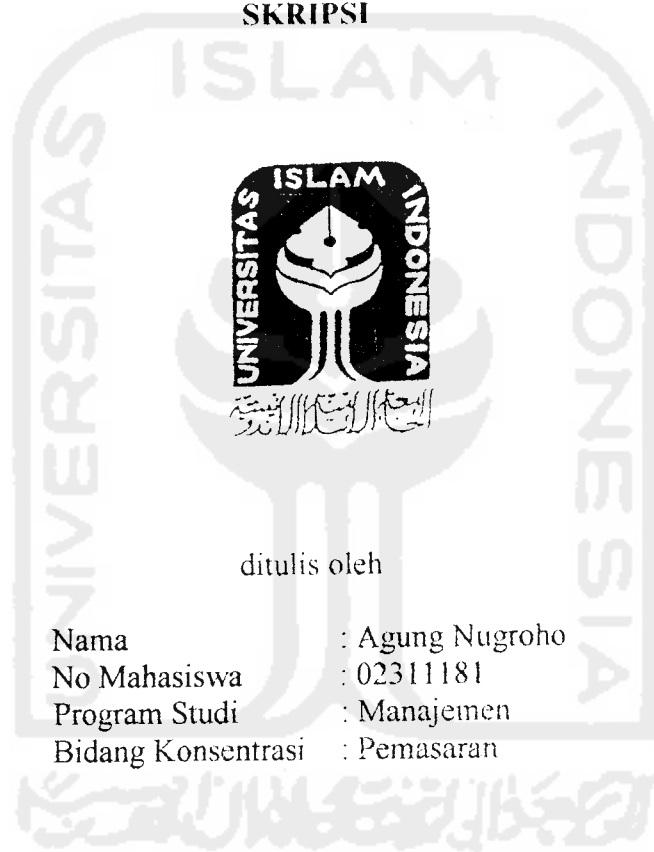 SKRIPSI
UNIVERSITAS ISLAM INDONESIA
ditulis oleh
Nama : Agung Nugroho
No Mahasiswa : 02311181
Program Studi : Manajemen
Bidang Konsentrasi : Pemasaran